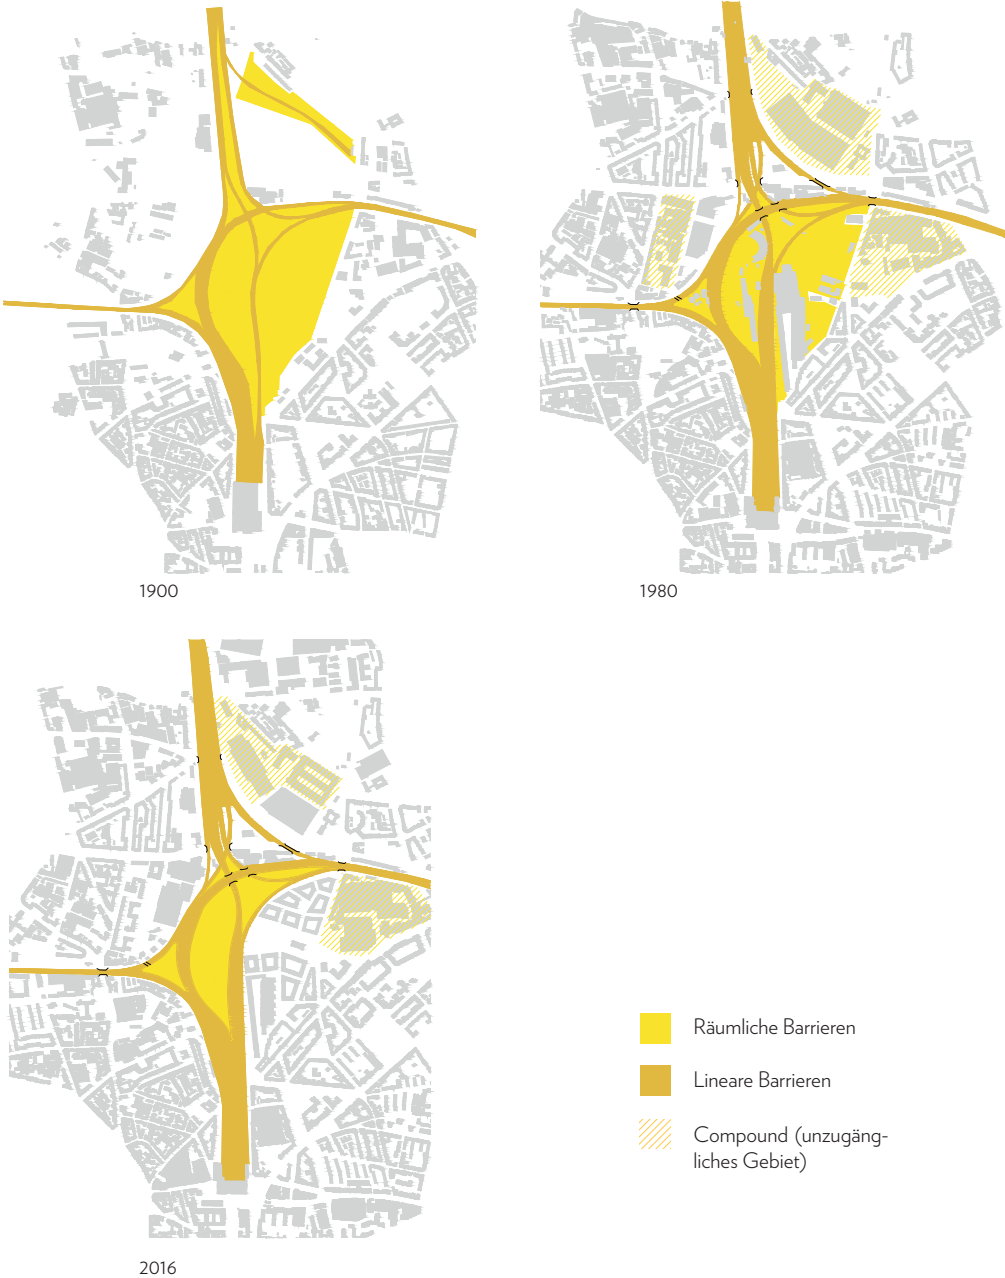 1900
1980
2016
Räumliche Barrieren
Lineare Barrieren
Compound (unzugäng-
liches Gebiet)